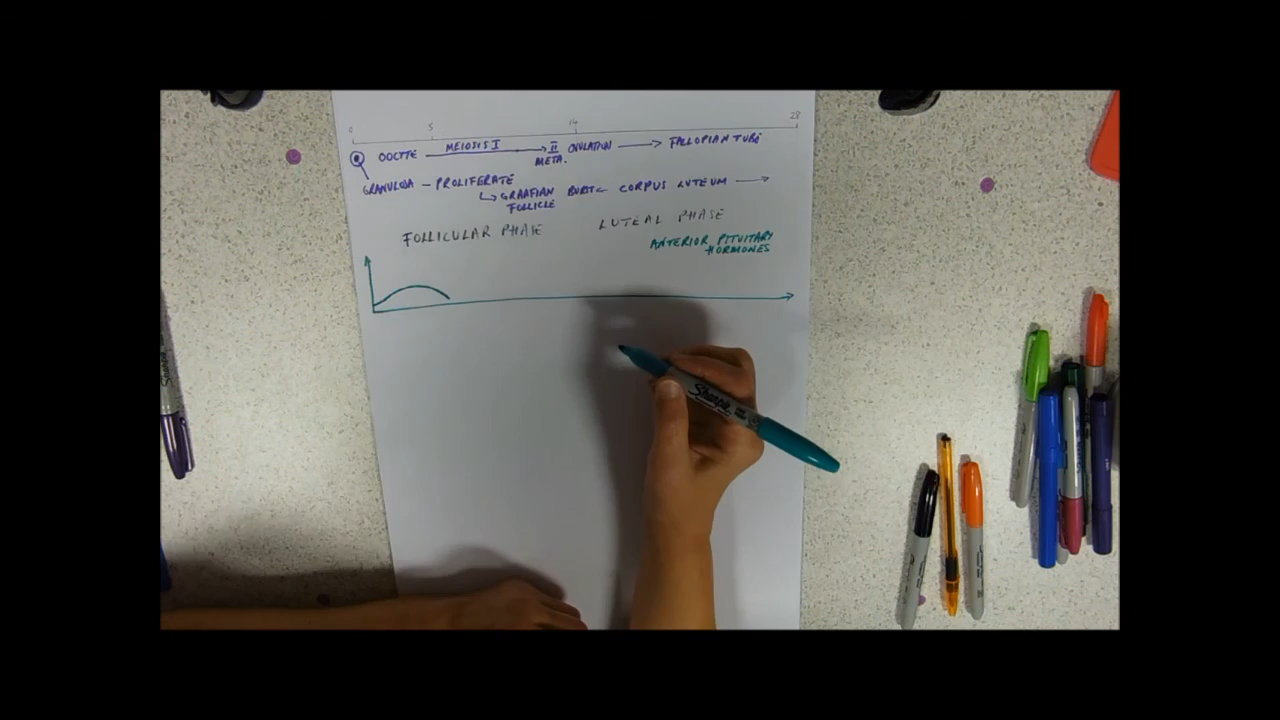 0 5 14 28
OOCYTE MEIOSIS I II OVULATION FALLOPIAN TUBE
META.
GRANULOSA - PROLIFERATE
GRAAFIAN BURST CORPUS LUTEUM
FOLLICLE
FOLLICULAR PHASE LUTEAL PHASE
ANTERIOR PITUITARY
HORMONES
Sharpie